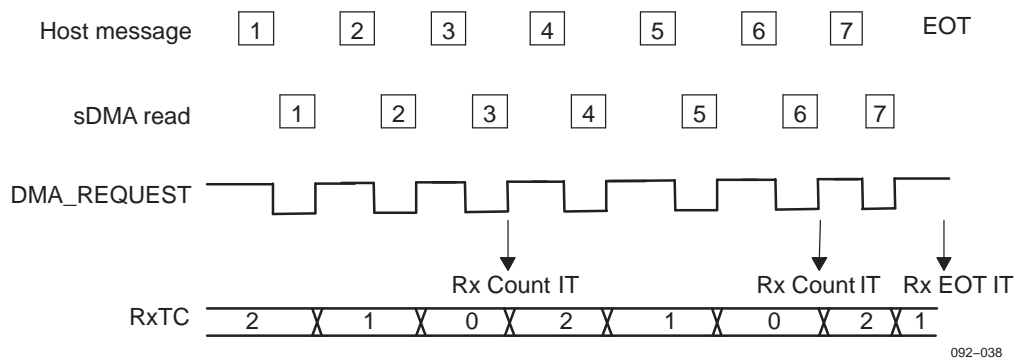 Host message 1 2 3 4 5 6 7 EOT
sDMA read 1 2 3 4 5 6 7
DMA_REQUEST
Rx Count IT Rx Count IT Rx EOT IT
RxTC 2 1 0 2 1 0 2 1
092–038